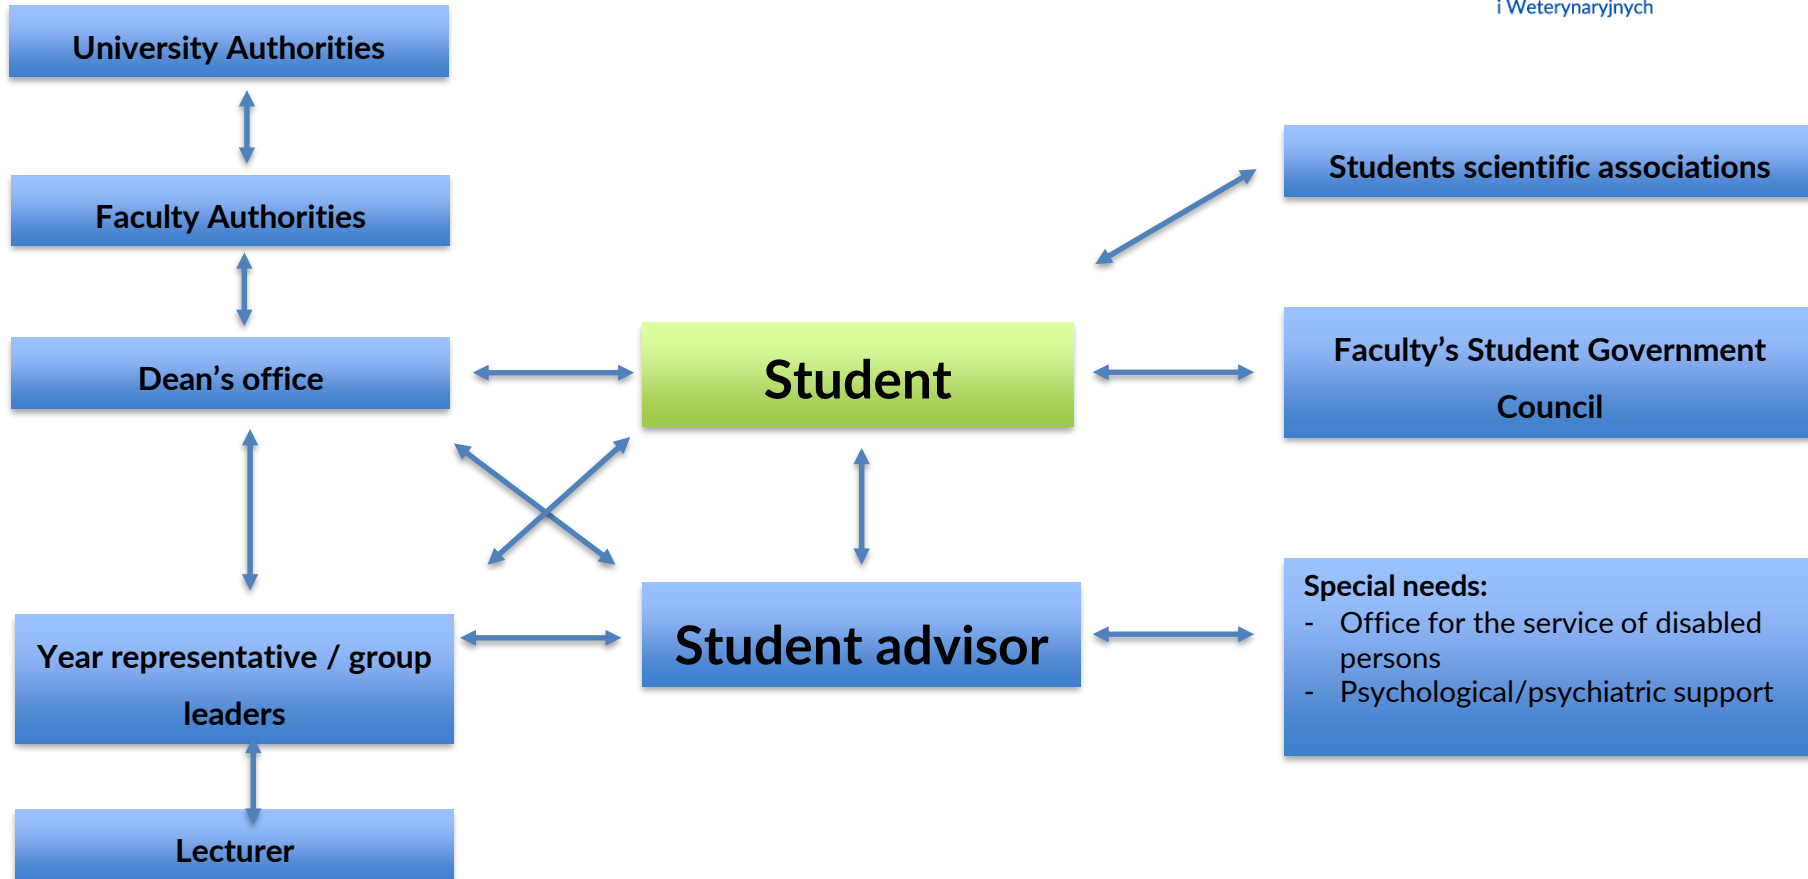 i Weterynaryjnych
University Authorities
Students scientific associations
Faculty Authorities
Dean’s office
Student
Faculty’s Student Government
Council
Year representative / group
leaders
Student advisor
Special needs:
- Office for the service of disabled
persons
- Psychological/psychiatric support
Lecturer